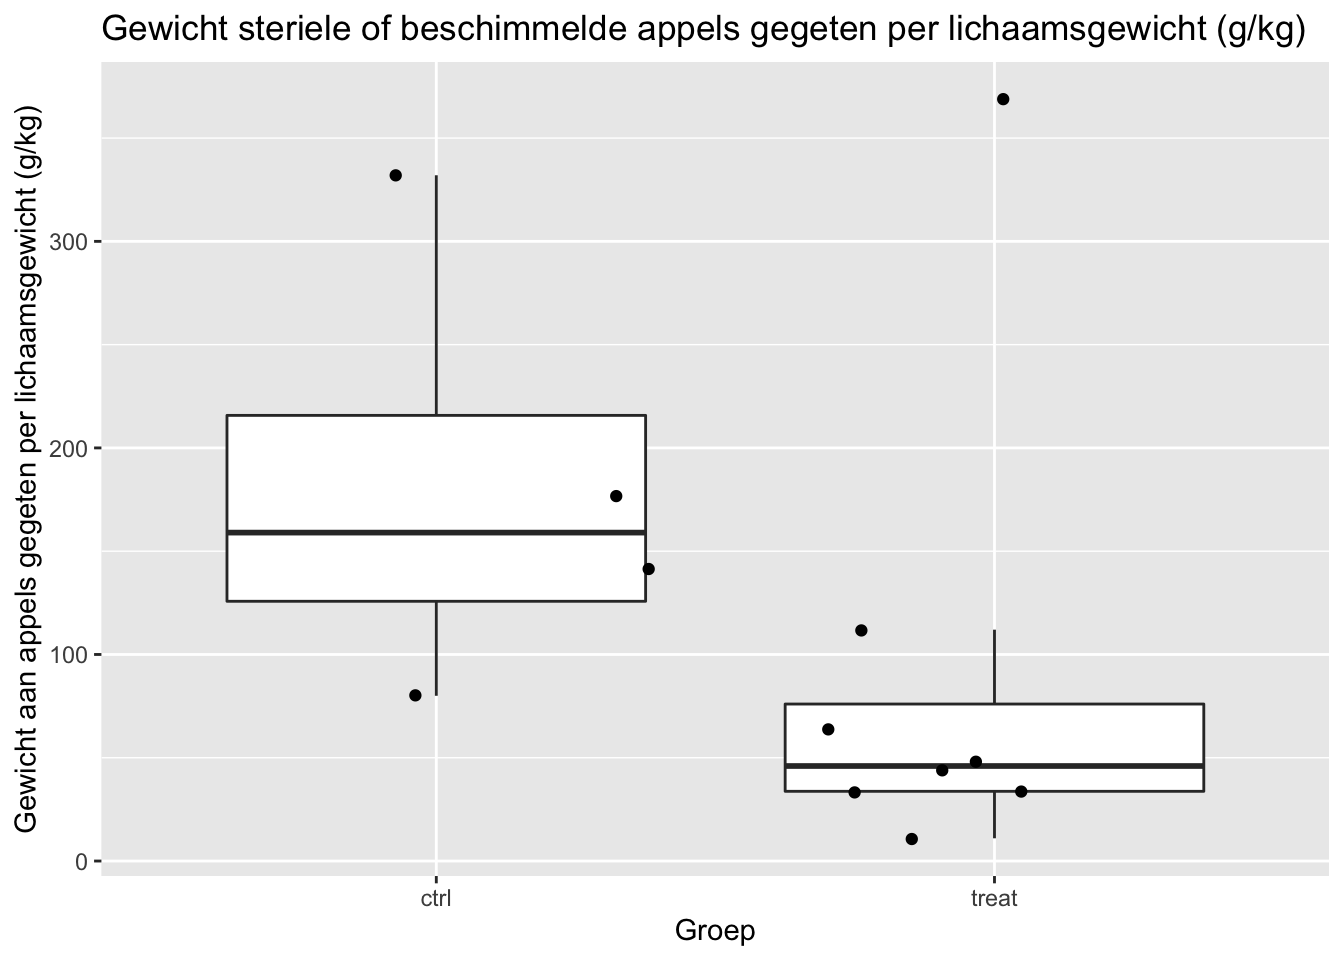 Gewicht steriele of beschimmelde appels gegeten per lichaamsgewicht (g/kg)
Gewicht aan appels gegeten per lichaamsgewicht (g/kg)
300
200
100
0
ctrl
treat
Groep